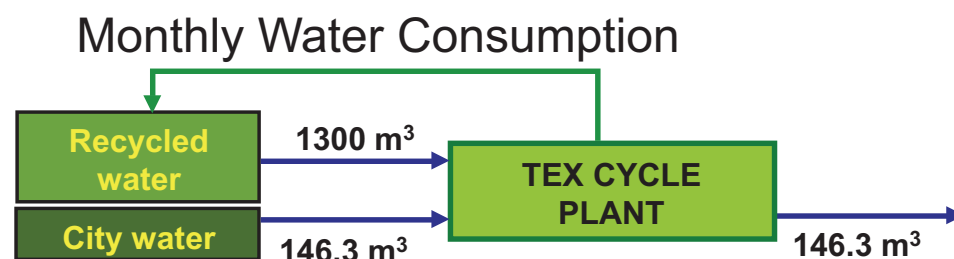 Monthly Water Consumption
Recycled
water
1300 m³
TEX CYCLE
PLANT
City water
146.3 m³
146.3 m³